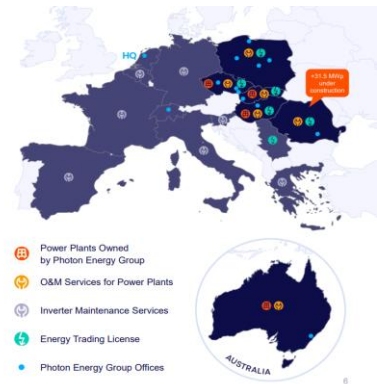 HQ
+31.5 MWp
under
construction
Power Plants Owned
by Photon Energy Group
O&M Services for Power Plants
Inverter Maintenance Services
Energy Trading License
Photon Energy Group Offices
AUSTRALIA
6